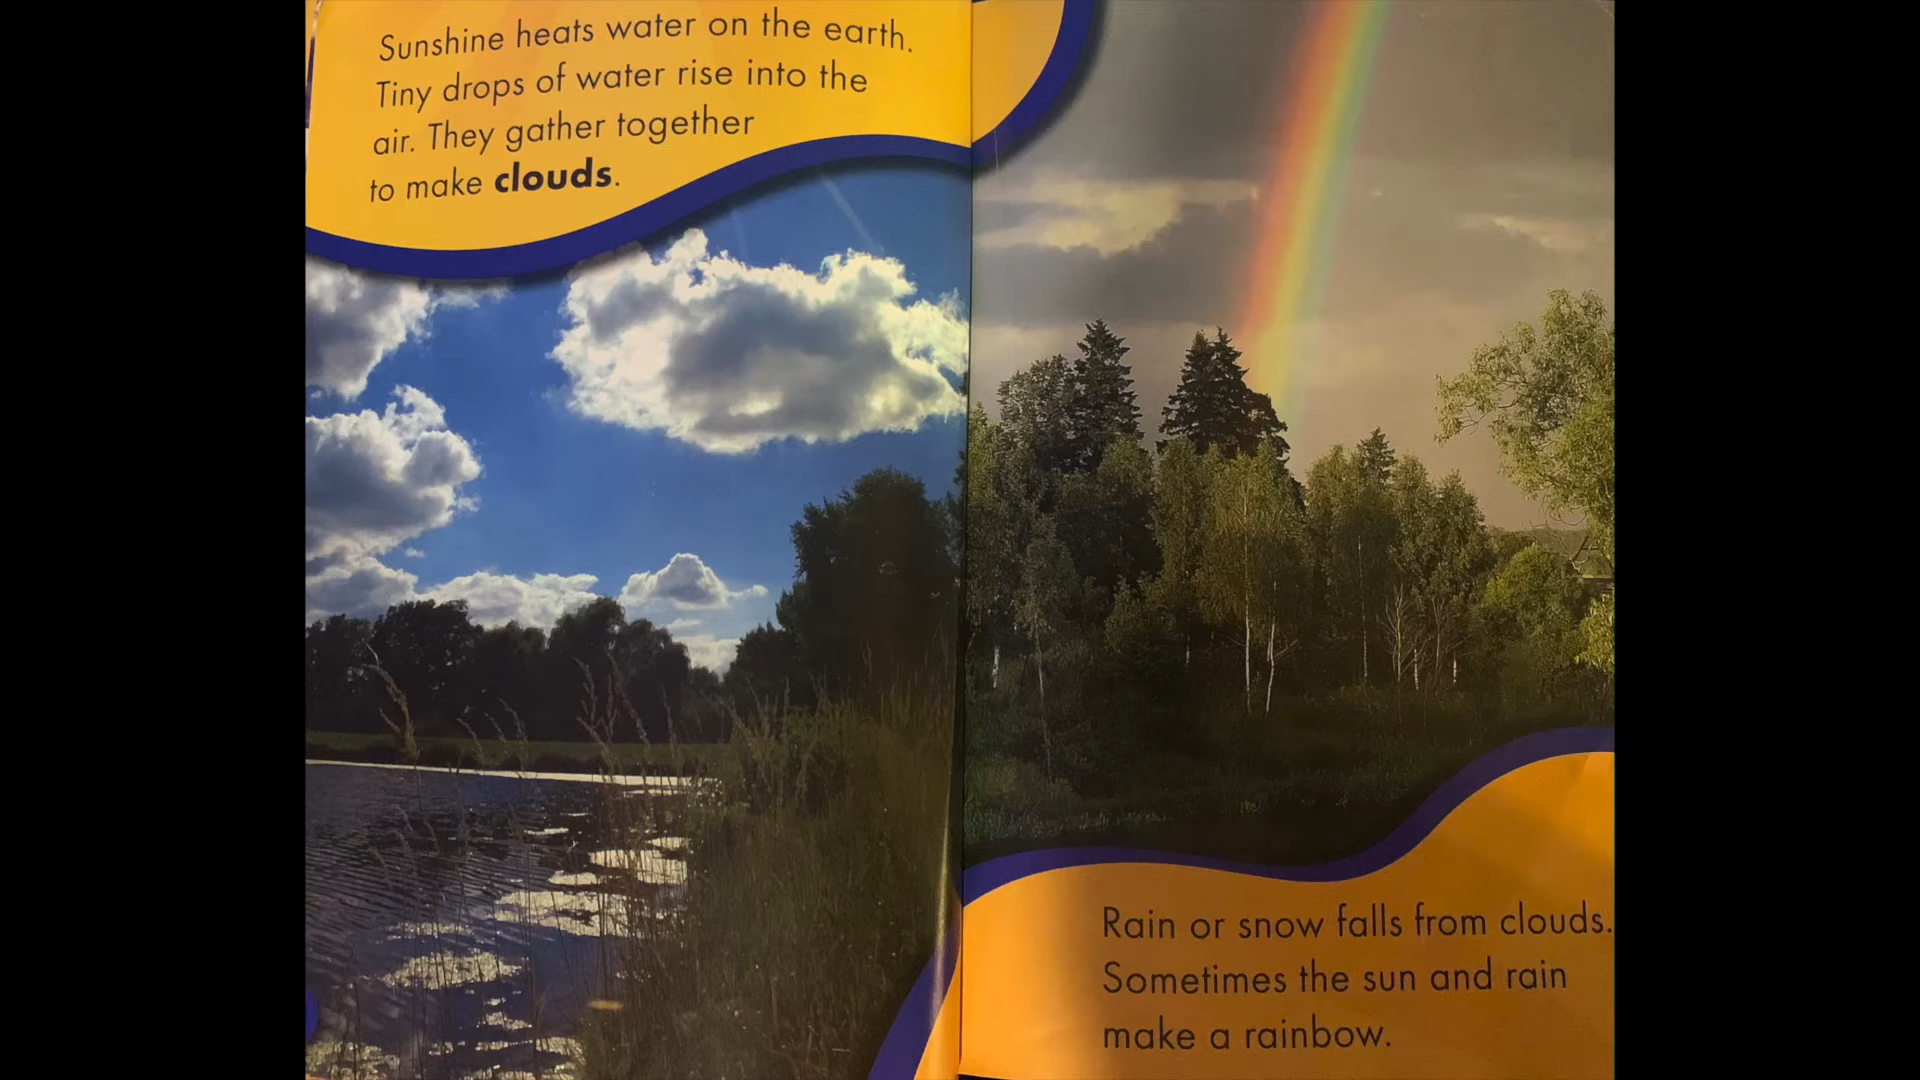 Sunshine heats water on the earth.
Tiny drops of water rise into the
air. They gather together
to make clouds.
Rain or snow falls from clouds.
Sometimes the sun and rain
make a rainbow.